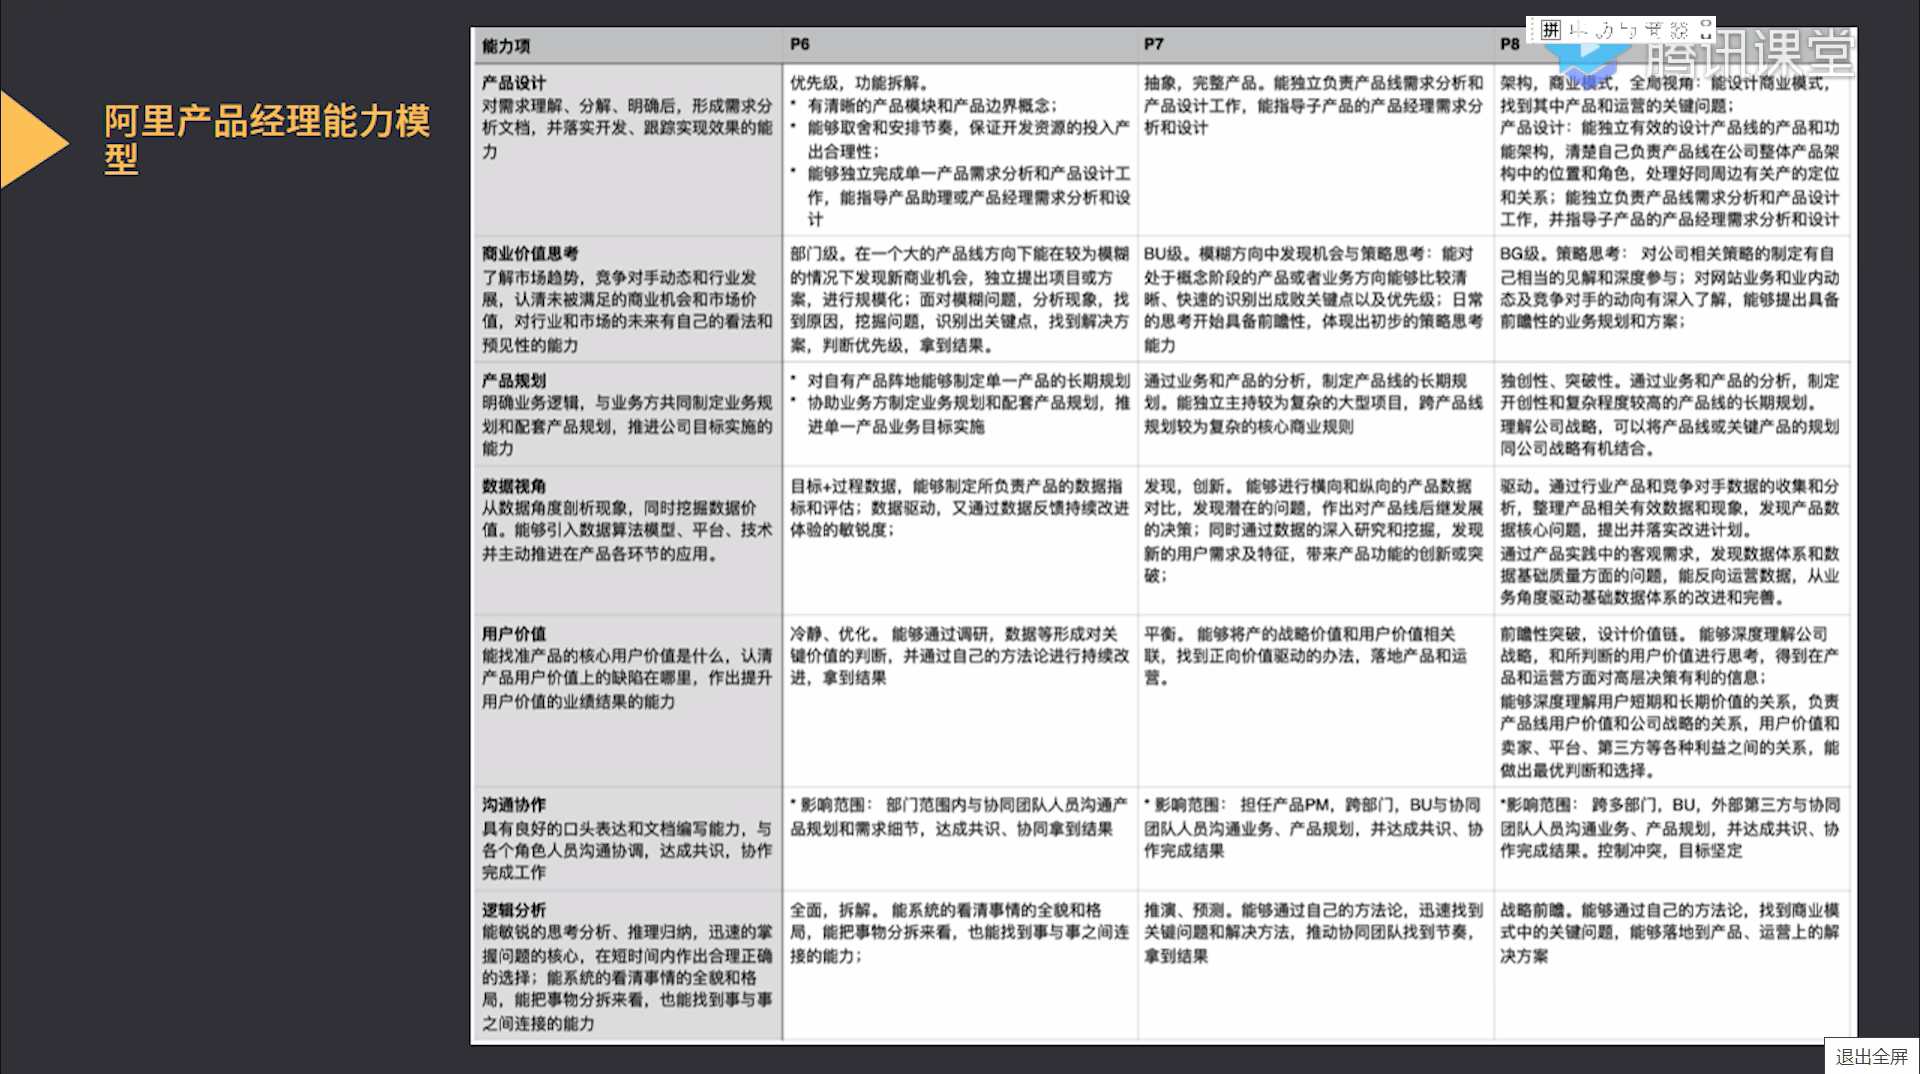 阿里产品经理能力模
型
能力项
P6
P7
P8
腾讯课堂
产品设计
对需求理解、分解、明确后，形成需求分
析文档，并落实开发、跟踪实现效果的能
力
优先级，功能拆解。
* 有清晰的产品模块和产品边界概念；
* 能够取舍和安排节奏，保证开发资源的投入产
出合理性；
* 能够独立完成单一产品需求分析和产品设计工
作，能指导产品助理或产品经理需求分析和设
计
抽象，完整产品。能独立负责产品线需求分析和
产品设计工作，能指导子产品的产品经理需求分
析和设计
架构，商业模式，全局视角：能设计商业模式，
找到其中产品和运营的关键问题；
产品设计：能独立有效的设计产品线的产品和功
能架构，清楚自己负责产品线在公司整体产品架
构中的位置和角色，处理好同周边有关产的定位
和关系；能独立负责产品线需求分析和产品设计
工作，并指导子产品的产品经理需求分析和设计
商业价值思考
了解市场趋势，竞争对手动态和行业发
展，认清未被满足的商业机会和市场价
值，对行业和市场的未来有自己的看法和
预见性的能力
部门级。在一个大的产品线方向下能在较为模糊
的情况下发现新商业机会，独立提出项目或方
案，进行规模化；面对模糊问题，分析现象，找
到原因，挖掘问题，识别出关键点，找到解决方
案，判断优先级，拿到结果。
BU级。模糊方向中发现机会与策略思考：能对
处于概念阶段的产品或者业务方向能够比较清
晰、快速的识别出成败关键点以及优先级；日常
的思考开始具备前瞻性，体现出初步的策略思考
能力
BG级。策略思考： 对公司相关策略的制定有自
己相当的见解和深度参与；对网站业务和业内动
态及竞争对手的动向有深入了解，能够提出具备
前瞻性的业务规划和方案；
产品规划
明确业务逻辑，与业务方共同制定业务规
划和配套产品规划，推进公司目标实施的
能力
* 对自有产品阵地能够制定单一产品的长期规划
* 协助业务方制定业务规划和配套产品规划，推
进单一产品业务目标实施
通过业务和产品的分析，制定产品线的长期规
划。能独立主持较为复杂的大型项目，跨产品线
规划较为复杂的核心商业规则
独创性、突破性。通过业务和产品的分析，制定
开创性和复杂程度较高的产品线的长期规划。
理解公司战略，可以将产品线或关键产品的规划
同公司战略有机结合。
数据视角
从数据角度剖析现象，同时挖掘数据价
值。能够引入数据算法模型、平台、技术
并主动推进在产品各环节的应用。
目标+过程数据，能够制定所负责产品的数据指
标和评估；数据驱动，又通过数据反馈持续改进
体验的敏锐度；
发现，创新。 能够进行横向和纵向的产品数据
对比，发现潜在的问题，作出对产品线后继发展
的决策；同时通过数据的深入研究和挖掘，发现
新的用户需求及特征，带来产品功能的创新或突
破；
驱动。通过行业产品和竞争对手数据的收集和分
析，整理产品相关有效数据和现象，发现产品数
据核心问题，提出并落实改进计划。
通过产品实践中的客观需求，发现数据体系和数
据基础质量方面的问题，能反向运营数据，从业
务角度驱动基础数据体系的改进和完善。
用户价值
能找准产品的核心用户价值是什么，认清
产品用户价值上的缺陷在哪里，作出提升
用户价值的业绩结果的能力
冷静、优化。 能够通过调研，数据等形成对关
键价值的判断，并通过自己的方法论进行持续改
进，拿到结果
平衡。 能够将产的战略价值和用户价值相关
联，找到正向价值驱动的办法，落地产品和运
营。
前瞻性突破，设计价值链。 能够深度理解公司
战略，和所判断的用户价值进行思考，得到在产
品和运营方面对高层决策有利的信息；
能够深度理解用户短期和长期价值的关系，负责
产品线用户价值和公司战略的关系，用户价值和
卖家、平台、第三方等各种利益之间的关系，能
做出最优判断和选择。
沟通协作
具有良好的口头表达和文档编写能力，与
各个角色人员沟通协调，达成共识，协作
完成工作
* 影响范围： 部门范围内与协同团队人员沟通产
品规划和需求细节，达成共识、协同拿到结果
* 影响范围： 担任产品PM，跨部门，BU与协同
团队人员沟通业务、产品规划，并达成共识、协
作完成结果
*影响范围： 跨多部门，BU，外部第三方与协同
团队人员沟通业务、产品规划，并达成共识、协
作完成结果。控制冲突，目标坚定
逻辑分析
能敏锐的思考分析、推理归纳，迅速的掌
握问题的核心，在短时间内作出合理正确
的选择；能系统的看清事情的全貌和格
局，能把事物分拆来看，也能找到事与事
之间连接的能力
全面，拆解。 能系统的看清事情的全貌和格
局，能把事物分拆来看，也能找到事与事之间连
接的能力；
推演、预测。能够通过自己的方法论，迅速找到
关键问题和解决方法，推动协同团队找到节奏，
拿到结果
战略前瞻。能够通过自己的方法论，找到商业模
式中的关键问题，能够落地到产品、运营上的解
决方案
退出全屏
拼